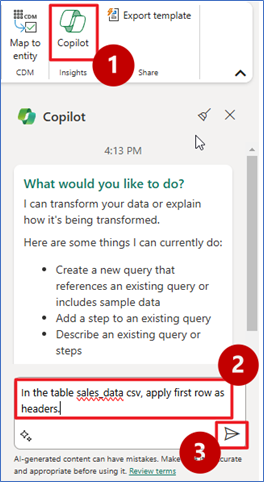 Map to
entity
Copilot
Export template
CDM
Insights
Share
1
Copilot
4:13 PM
What would you like to do?
I can transform your data or explain
how it's being transformed.
Here are some things I can currently do:
• Create a new query that
references an existing query or
includes sample data
• Add a step to an existing query
• Describe an existing query or
steps
2
In the table sales_data csv, apply first row as
headers.
3
AI-generated content can have mistakes. Make accurate
and appropriate before using it. Review terms